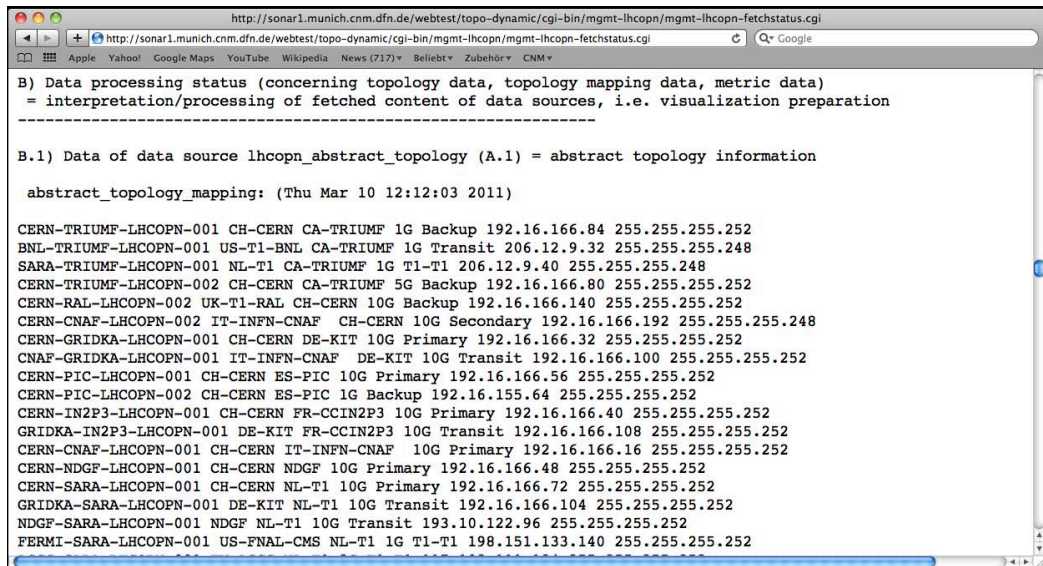 http://sonar1.munich.cnm.dfn.de/webtest/topo-dynamic/cgi-bin/mgmt-lhcopn/mgmt-lhcopn-fetchstatus.cgi
http://sonar1.munich.cnm.dfn.de/webtest/topo-dynamic/cgi-bin/mgmt-lhcopn/mgmt-lhcopn-fetchstatus.cgi Google
Apple Yahoo! Google Maps YouTube Wikipedia News (717) Beliebt Zubehör CNM
B) Data processing status (concerning topology data, topology mapping data, metric data)
= interpretation/processing of fetched content of data sources, i.e. visualization preparation
----------------------------------------------------------------
B.1) Data of data source lhcopn_abstract_topology (A.1) = abstract topology information
abstract_topology_mapping: (Thu Mar 10 12:12:03 2011)
CERN-TRIUMF-LHCOPN-001 CH-CERN CA-TRIUMF 1G Backup 192.16.166.84 255.255.255.252
BNL-TRIUMF-LHCOPN-001 US-T1-BNL CA-TRIUMF 1G Transit 206.12.9.32 255.255.255.248
SARA-TRIUMF-LHCOPN-001 NL-T1 CA-TRIUMF 1G T1-T1 206.12.9.40 255.255.255.248
CERN-TRIUMF-LHCOPN-002 CH-CERN CA-TRIUMF 5G Backup 192.16.166.80 255.255.255.252
CERN-RAL-LHCOPN-002 UK-T1-RAL CH-CERN 10G Backup 192.16.166.140 255.255.255.252
CERN-CNAF-LHCOPN-002 IT-INFN-CNAF CH-CERN 10G Secondary 192.16.166.192 255.255.255.248
CERN-GRIDKA-LHCOPN-001 CH-CERN DE-KIT 10G Primary 192.16.166.32 255.255.255.252
CNAF-GRIDKA-LHCOPN-001 IT-INFN-CNAF DE-KIT 10G Transit 192.16.166.100 255.255.255.252
CERN-PIC-LHCOPN-001 CH-CERN ES-PIC 10G Primary 192.16.166.56 255.255.255.252
CERN-PIC-LHCOPN-002 CH-CERN ES-PIC 1G Backup 192.16.155.64 255.255.255.252
CERN-IN2P3-LHCOPN-001 CH-CERN FR-CCIN2P3 10G Primary 192.16.166.40 255.255.255.252
GRIDKA-IN2P3-LHCOPN-001 DE-KIT FR-CCIN2P3 10G Transit 192.16.166.108 255.255.255.252
CERN-CNAF-LHCOPN-001 CH-CERN IT-INFN-CNAF 10G Primary 192.16.166.16 255.255.255.252
CERN-NDGF-LHCOPN-001 CH-CERN NDGF 10G Primary 192.16.166.48 255.255.255.252
CERN-SARA-LHCOPN-001 CH-CERN NL-T1 10G Primary 192.16.166.72 255.255.255.252
GRIDKA-SARA-LHCOPN-001 DE-KIT NL-T1 10G Transit 192.16.166.104 255.255.255.252
NDGF-SARA-LHCOPN-001 NDGF NL-T1 10G Transit 193.10.122.96 255.255.255.252
FERMI-SARA-LHCOPN-001 US-FNAL-CMS NL-T1 1G T1-T1 198.151.133.140 255.255.255.252